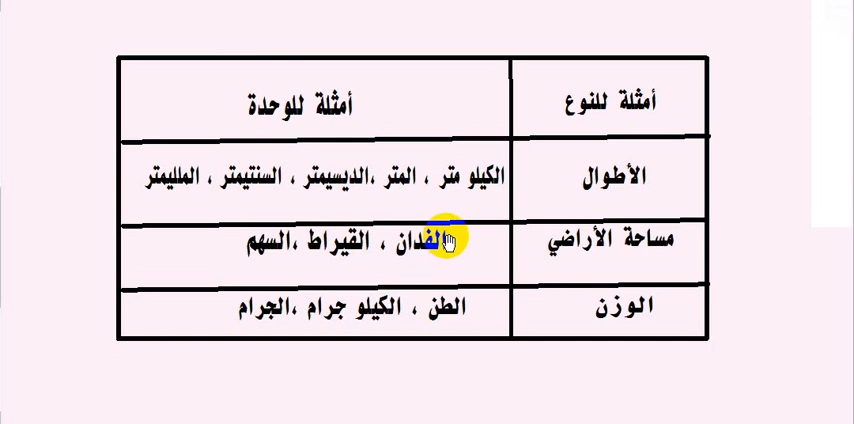 أمثلة للنوع
أمثلة للوحدة
الأطوال
الكيلو متر ، المتر ،الديسيمتر ، السنتيمتر ، الملليمتر
مساحة الأراضي
الفدان ، القيراط ،السهم
الوزن
الطن ، الكيلو جرام ،الجرام